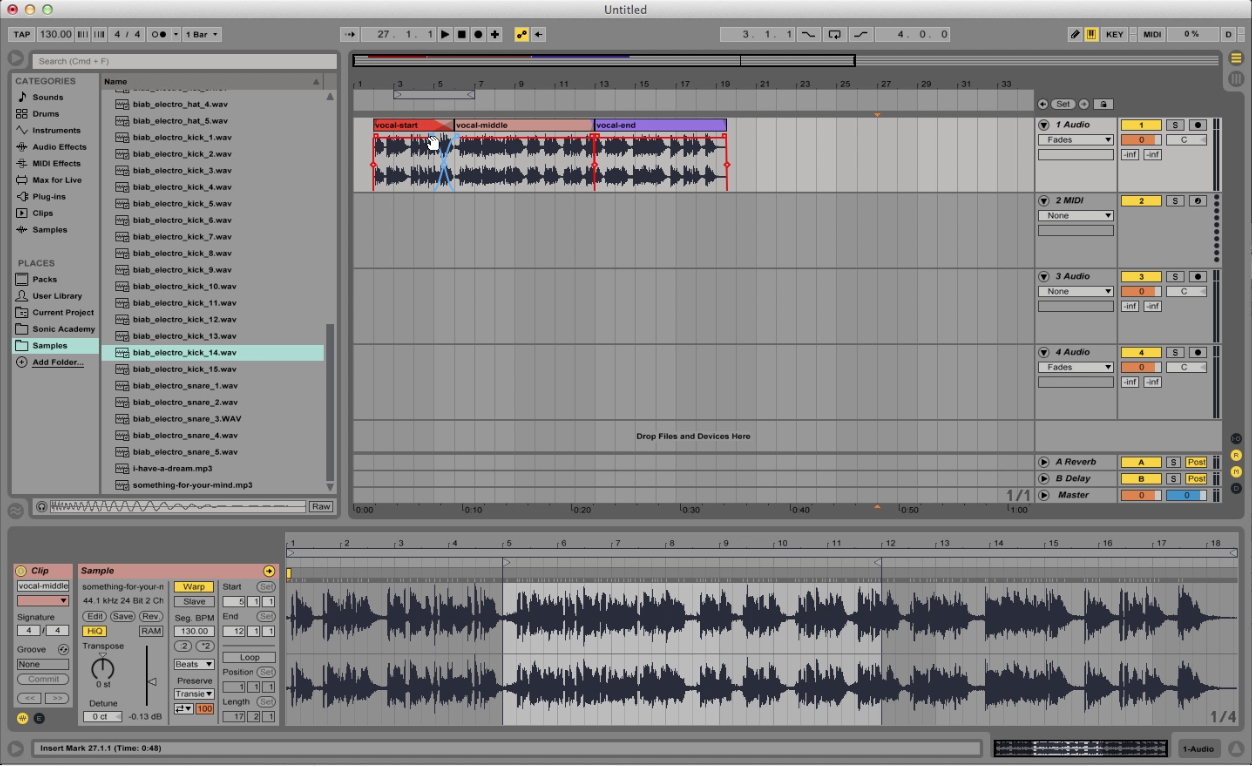 Untitled
TAP 130.00 4 / 4 1 Bar 27. 1. 1 3. 1. 1 4. 0. 0 KEY MIDI 0 % D
Search (Cmd + F)
CATEGORIES
Sounds
Drums
Instruments
Audio Effects
MIDI Effects
Max for Live
Plug-ins
Clips
Samples
PLACES
Packs
User Library
Current Project
Sonic Academy
Samples
Add Folder...
Name
biab_electro_hat_4.wav
biab_electro_hat_5.wav
biab_electro_kick_1.wav
biab_electro_kick_2.wav
biab_electro_kick_3.wav
biab_electro_kick_4.wav
biab_electro_kick_5.wav
biab_electro_kick_6.wav
biab_electro_kick_7.wav
biab_electro_kick_8.wav
biab_electro_kick_9.wav
biab_electro_kick_10.wav
biab_electro_kick_11.wav
biab_electro_kick_12.wav
biab_electro_kick_13.wav
biab_electro_kick_14.wav
biab_electro_kick_15.wav
biab_electro_snare_1.wav
biab_electro_snare_2.wav
biab_electro_snare_3.WAV
biab_electro_snare_4.wav
biab_electro_snare_5.wav
i-have-a-dream.mp3
something-for-your-mind.mp3
Raw
1 3 5 7 9 11 13 15 17 19 21 23 25 27 29 31 33
Set
vocal-start vocal-middle vocal-end
1 Audio 1 S
Fades 0 C
-inf -inf
2 MIDI 2 S
None
3 Audio 3 S
None 0 C
-inf -inf
4 Audio 4 S
Fades 0 C
-inf -inf
Drop Files and Devices Here
A Reverb A S Post
B Delay B S Post
1/1 Master 0 0
0:00 0:10 0:20 0:30 0:40 0:50 1:00
Clip
vocal-middle
Signature
4 / 4
Groove
None
Commit
<< >>
Sample
something-for-your-n
44.1 kHz 24 Bit 2 Ch
Edit Save Rev.
HiQ RAM
Transpose
0 st
Detune
0 ct -0.13 dB
Warp
Slave
Seg. BPM
130.00
:2 *2
Beats
Preserve
Transie
100
Start Set
5 1 1
End Set
12 1 1
Loop
Position Set
1 1 1
Length Set
17 2 1
1 2 3 4 5 6 7 8 9 10 11 12 13 14 15 16 17 18
1/4
Insert Mark 27.1.1 (Time: 0:48)
1-Audio